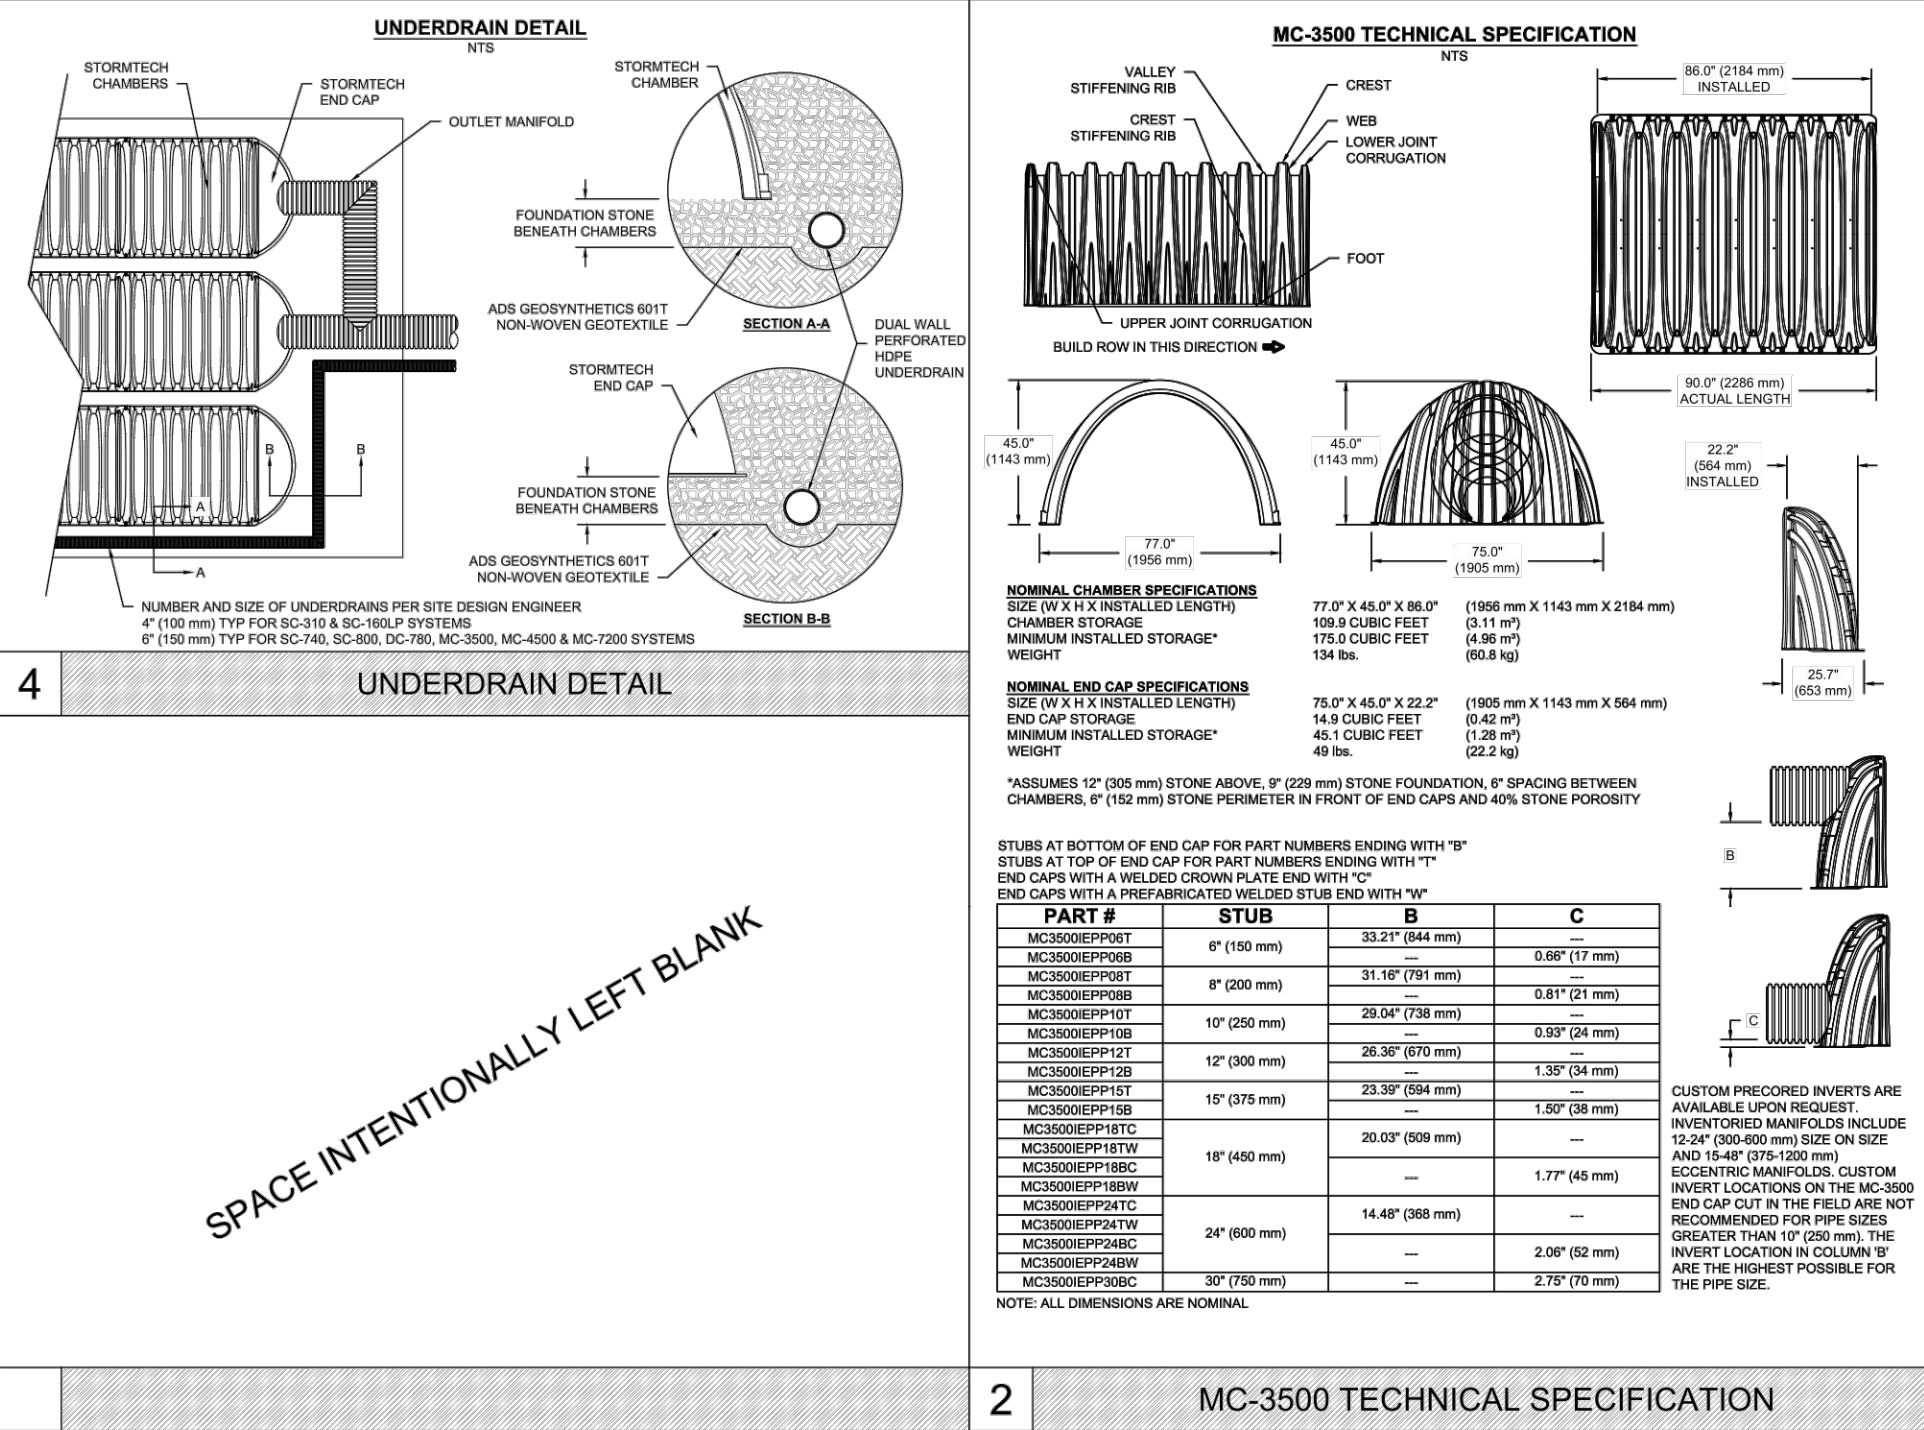 UNDERDRAIN DETAIL
NTS
STORMTECH
CHAMBERS
STORMTECH
END CAP
OUTLET MANIFOLD
STORMTECH
CHAMBER
FOUNDATION STONE
BENEATH CHAMBERS
ADS GEOSYNTHETICS 601T
NON-WOVEN GEOTEXTILE
SECTION A-A
DUAL WALL
PERFORATED
HDPE
UNDERDRAIN
STORMTECH
END CAP
FOUNDATION STONE
BENEATH CHAMBERS
ADS GEOSYNTHETICS 601T
NON-WOVEN GEOTEXTILE
SECTION B-B
B
B
A
A
NUMBER AND SIZE OF UNDERDRAINS PER SITE DESIGN ENGINEER
4" (100 mm) TYP FOR SC-310 & SC-160LP SYSTEMS
6" (150 mm) TYP FOR SC-740, SC-800, DC-780, MC-3500, MC-4500 & MC-7200 SYSTEMS
4
UNDERDRAIN DETAIL
SPACE INTENTIONALLY LEFT BLANK
MC-3500 TECHNICAL SPECIFICATION
NTS
VALLEY
STIFFENING RIB
CREST
STIFFENING RIB
CREST
WEB
LOWER JOINT
CORRUGATION
FOOT
UPPER JOINT CORRUGATION
BUILD ROW IN THIS DIRECTION
86.0" (2184 mm)
INSTALLED
90.0" (2286 mm)
ACTUAL LENGTH
45.0"
(1143 mm)
77.0"
(1956 mm)
45.0"
(1143 mm)
75.0"
(1905 mm)
22.2"
(564 mm)
INSTALLED
25.7"
(653 mm)
NOMINAL CHAMBER SPECIFICATIONS
SIZE (W X H X INSTALLED LENGTH) 77.0" X 45.0" X 86.0" (1956 mm X 1143 mm X 2184 mm)
CHAMBER STORAGE 109.9 CUBIC FEET (3.11 m³)
MINIMUM INSTALLED STORAGE* 175.0 CUBIC FEET (4.96 m³)
WEIGHT 134 lbs. (60.8 kg)
NOMINAL END CAP SPECIFICATIONS
SIZE (W X H X INSTALLED LENGTH) 75.0" X 45.0" X 22.2" (1905 mm X 1143 mm X 564 mm)
END CAP STORAGE 14.9 CUBIC FEET (0.42 m³)
MINIMUM INSTALLED STORAGE* 45.1 CUBIC FEET (1.28 m³)
WEIGHT 49 lbs. (22.2 kg)
*ASSUMES 12" (305 mm) STONE ABOVE, 9" (229 mm) STONE FOUNDATION, 6" SPACING BETWEEN
CHAMBERS, 6" (152 mm) STONE PERIMETER IN FRONT OF END CAPS AND 40% STONE POROSITY
STUBS AT BOTTOM OF END CAP FOR PART NUMBERS ENDING WITH "B"
STUBS AT TOP OF END CAP FOR PART NUMBERS ENDING WITH "T"
END CAPS WITH A WELDED CROWN PLATE END WITH "C"
END CAPS WITH A PREFABRICATED WELDED STUB END WITH "W"
PART # STUB B C
MC3500IEPP06T 6" (150 mm) 33.21" (844 mm) ---
MC3500IEPP06B --- 0.66" (17 mm)
MC3500IEPP08T 8" (200 mm) 31.16" (791 mm) ---
MC3500IEPP08B --- 0.81" (21 mm)
MC3500IEPP10T 10" (250 mm) 29.04" (738 mm) ---
MC3500IEPP10B --- 0.93" (24 mm)
MC3500IEPP12T 12" (300 mm) 26.36" (670 mm) ---
MC3500IEPP12B --- 1.35" (34 mm)
MC3500IEPP15T 15" (375 mm) 23.39" (594 mm) ---
MC3500IEPP15B --- 1.50" (38 mm)
MC3500IEPP18TC 18" (450 mm) 20.03" (509 mm) ---
MC3500IEPP18TW
MC3500IEPP18BC --- 1.77" (45 mm)
MC3500IEPP18BW
MC3500IEPP24TC 24" (600 mm) 14.48" (368 mm) ---
MC3500IEPP24TW
MC3500IEPP24BC --- 2.06" (52 mm)
MC3500IEPP24BW
MC3500IEPP30BC 30" (750 mm) --- 2.75" (70 mm)
NOTE: ALL DIMENSIONS ARE NOMINAL
B
C
CUSTOM PRECORED INVERTS ARE
AVAILABLE UPON REQUEST.
INVENTORIED MANIFOLDS INCLUDE
12-24" (300-600 mm) SIZE ON SIZE
AND 15-48" (375-1200 mm)
ECCENTRIC MANIFOLDS. CUSTOM
INVERT LOCATIONS ON THE MC-3500
END CAP CUT IN THE FIELD ARE NOT
RECOMMENDED FOR PIPE SIZES
GREATER THAN 10" (250 mm). THE
INVERT LOCATION IN COLUMN 'B'
ARE THE HIGHEST POSSIBLE FOR
THE PIPE SIZE.
2
MC-3500 TECHNICAL SPECIFICATION